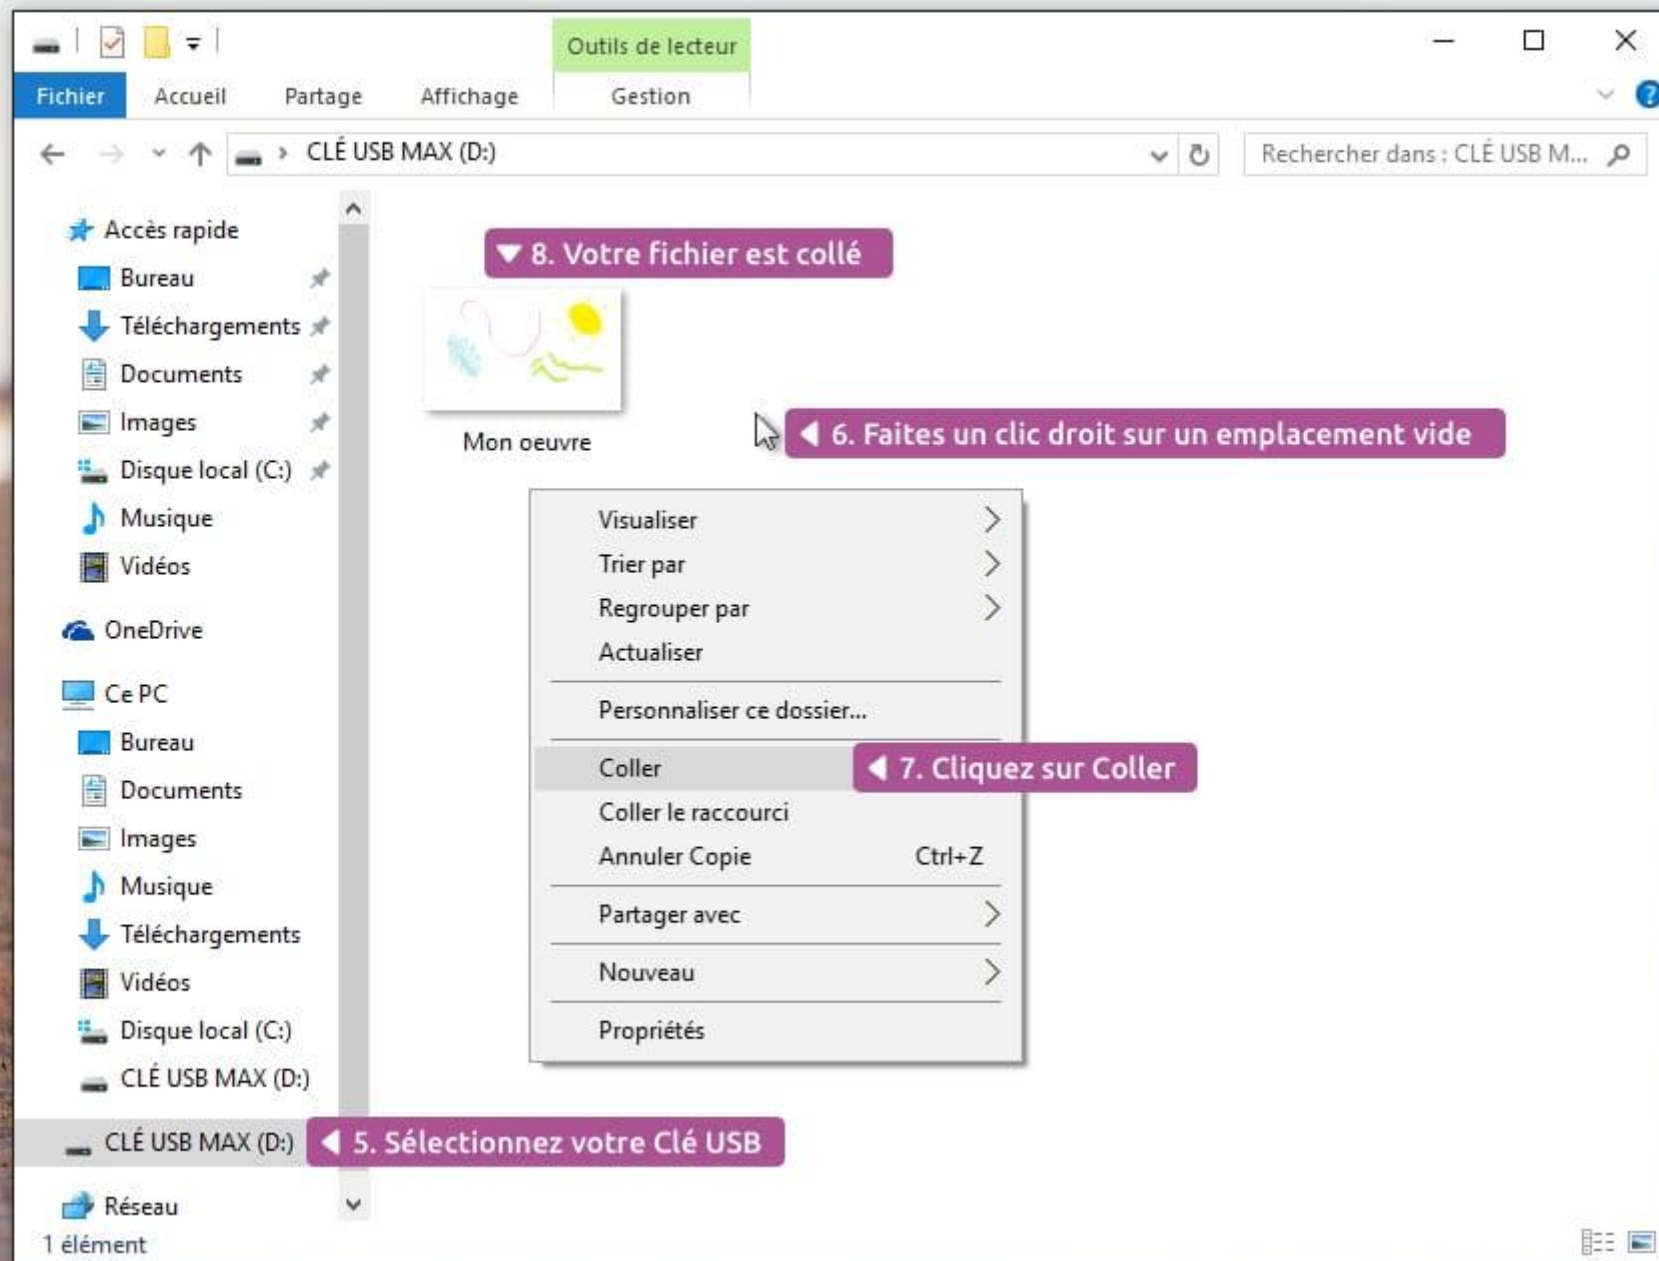 Outils de lecteur
Fichier Accueil Partage Affichage Gestion
?
CLÉ USB MAX (D:)
Rechercher dans : CLÉ USB M...
Accès rapide
Bureau
Téléchargements
Documents
Images
Disque local (C:)
Musique
Vidéos
OneDrive
Ce PC
Bureau
Documents
Images
Musique
Téléchargements
Vidéos
Disque local (C:)
CLÉ USB MAX (D:)
CLÉ USB MAX (D:)
5. Sélectionnez votre Clé USB
Réseau
1 élément
8. Votre fichier est collé
Mon oeuvre
6. Faites un clic droit sur un emplacement vide
Visualiser
Trier par
Regrouper par
Actualiser
Personnaliser ce dossier...
Coller
7. Cliquez sur Coller
Coller le raccourci
Annuler Copie Ctrl+Z
Partager avec
Nouveau
Propriétés